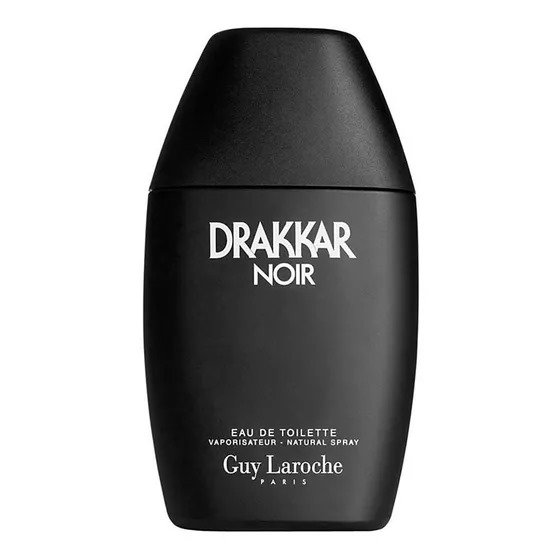 DRAKKAR
NOIR
EAU DE TOILETTE
VAPORISATEUR - NATURAL SPRAY
Guy Laroche
PARIS